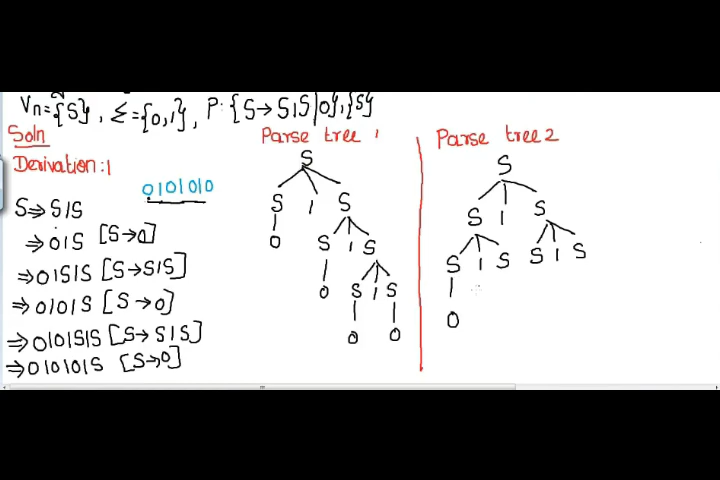 Vn={S}, Σ={0,1}, P: {S→S1S|0}, {S}
Soln
Derivation:1
0101010
S⇒S1S
⇒01S [S→0]
⇒01S1S [S→S1S]
⇒0101S [S→0]
⇒0101S1S [S→S1S]
⇒010101S [S→0]
Parse tree 1
S
S 1 S
0 S 1 S
0 S 1 S
0 0
Parse tree 2
S
S 1 S
S 1 S S 1 S
0